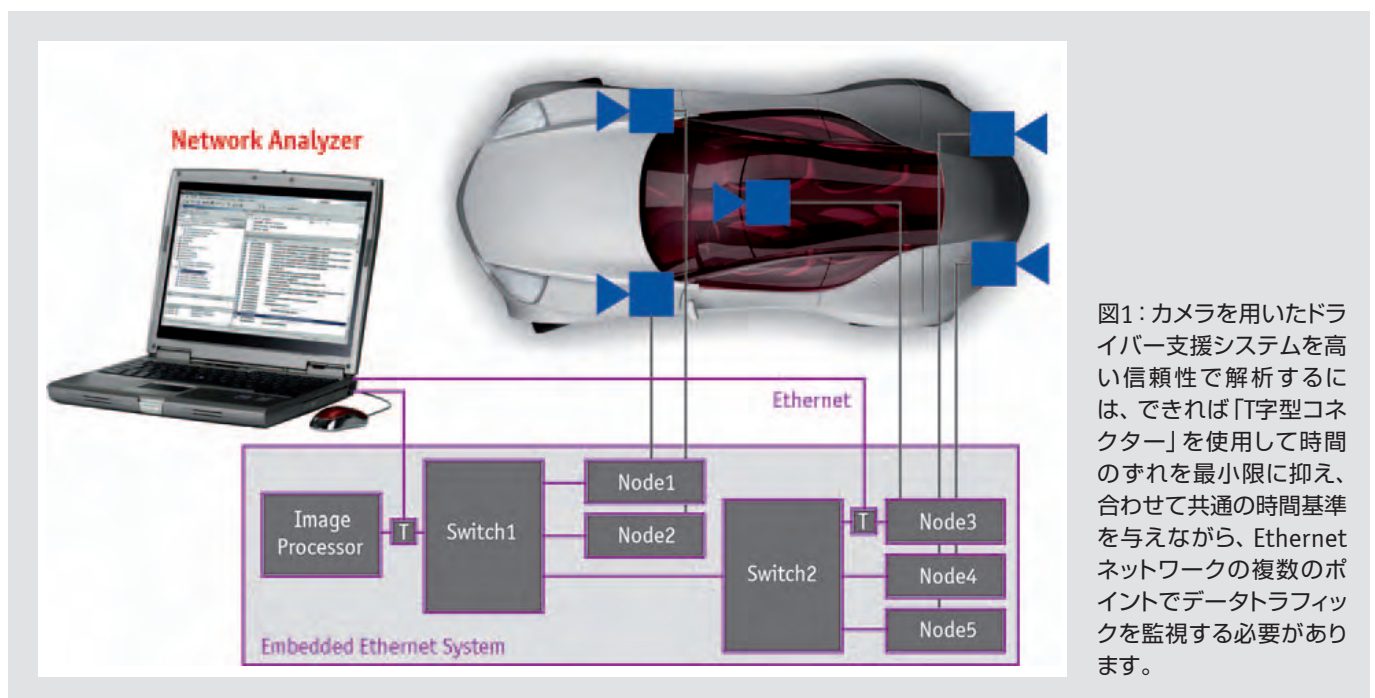 Network Analyzer
Ethernet
Image
Processor
T
Switch1
Node1
Node2
Switch2
T
Node3
Node4
Node5
Embedded Ethernet System
図1：カメラを用いたドラ
イバー支援システムを高
い信頼性で解析するに
は、できれば「T字型コネ
クター」を使用して時間
のずれを最小限に抑え、
合わせて共通の時間基準
を与えながら、Ethernet
ネットワークの複数のポ
イントでデータトラフィッ
クを監視する必要があり
ます。